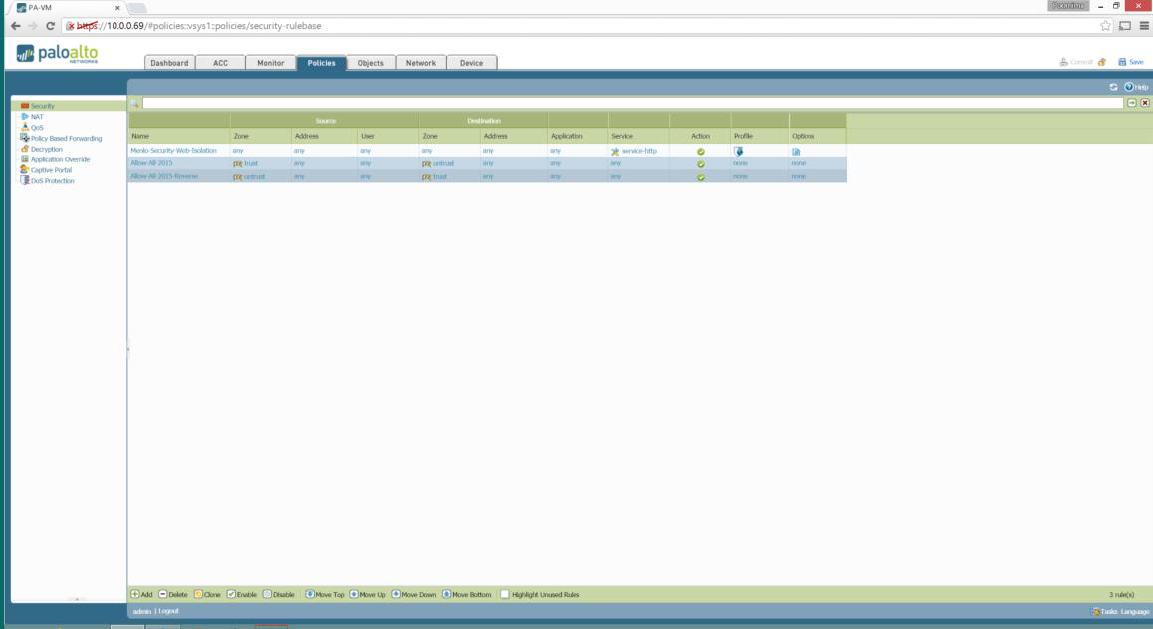 PA-VM
Poornima
https://10.0.0.69/#policies::vsys1::policies/security-rulebase
paloalto
NETWORKS
Dashboard ACC Monitor Policies Objects Network Device
Commit Save
Help
Security
NAT
QoS
Policy Based Forwarding
Decryption
Application Override
Captive Portal
DoS Protection
Source Destination
Name Zone Address User Zone Address Application Service Action Profile Options
Menlo-Security-Web-Isolation any any any any any any service-http
Allow-All-2015 trust any any untrust any any any none none
Allow-All-2015-Reverse untrust any any trust any any any none none
Add Delete Clone Enable Disable Move Top Move Up Move Down Move Bottom Highlight Unused Rules 3 rule(s)
admin | Logout Tasks Language